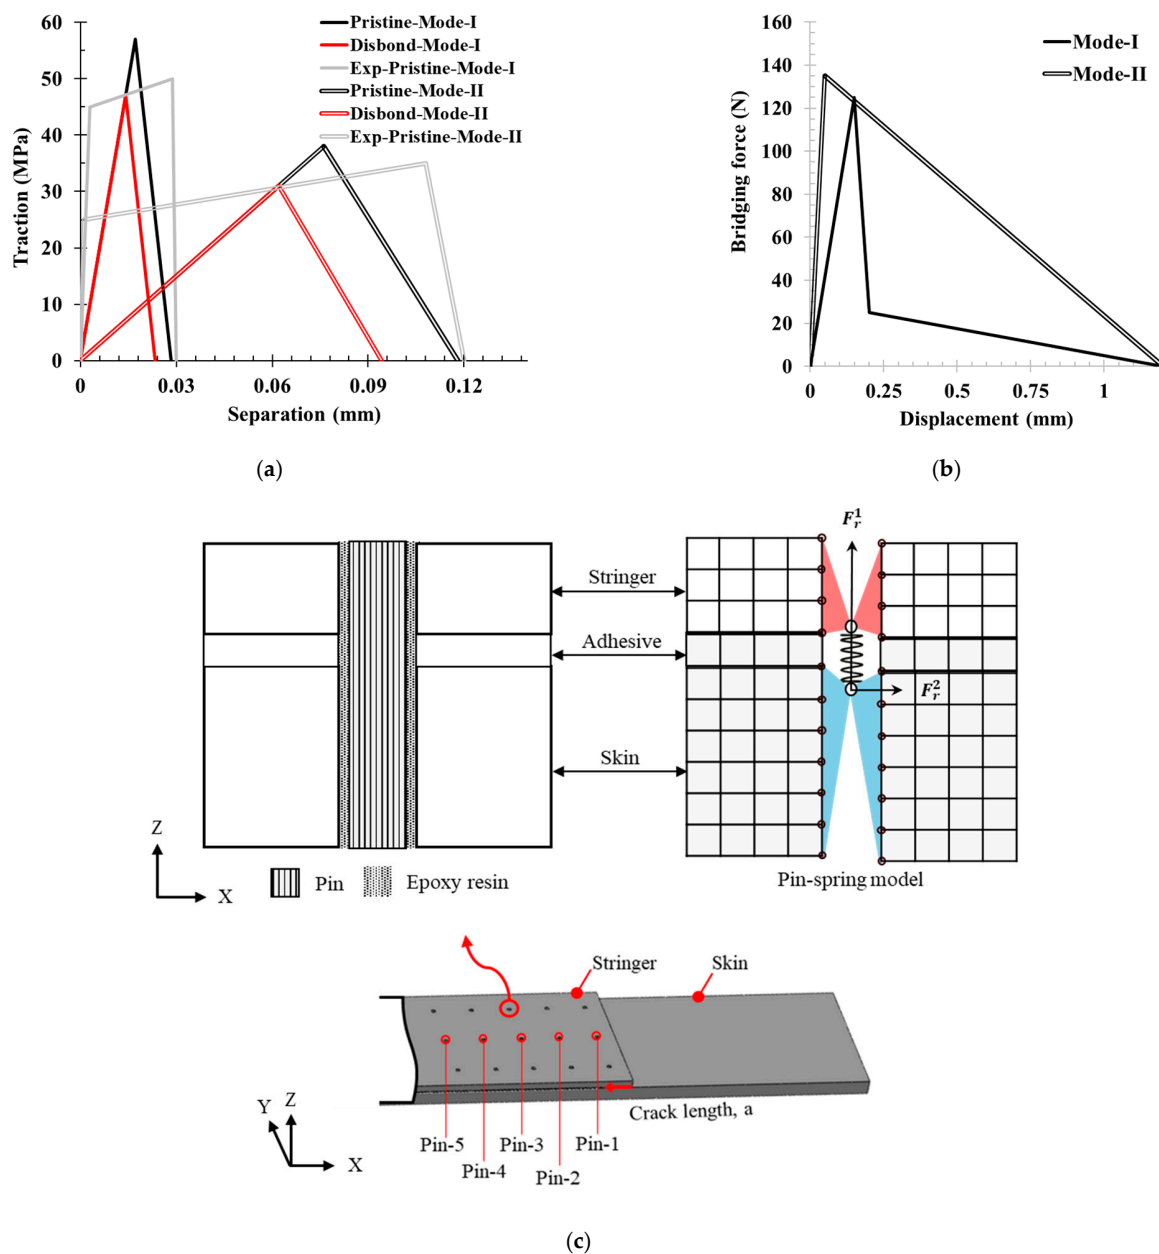 60
50
40
30
20
10
0
Traction (MPa)
0
0.03
0.06
0.09
0.12
Separation (mm)
Pristine-Mode-I
Disbond-Mode-I
Exp-Pristine-Mode-I
Pristine-Mode-II
Disbond-Mode-II
Exp-Pristine-Mode-II
(a)
160
140
120
100
80
60
40
20
0
Bridging force (N)
0
0.25
0.5
0.75
1
Displacement (mm)
Mode-I
Mode-II
(b)
Stringer
Adhesive
Skin
F_r^1
F_r^2
Z
X
Pin
Epoxy resin
Pin-spring model
Stringer
Skin
Crack length, a
Y
Z
X
Pin-5
Pin-4
Pin-3
Pin-2
Pin-1
(c)